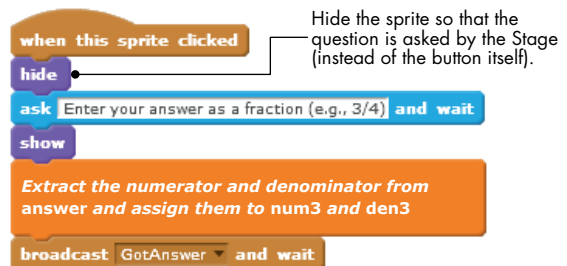 when this sprite clicked
Hide the sprite so that the
question is asked by the Stage
(instead of the button itself).
hide
ask Enter your answer as a fraction (e.g., 3/4) and wait
show
Extract the numerator and denominator from
answer and assign them to num3 and den3
broadcast GotAnswer and wait